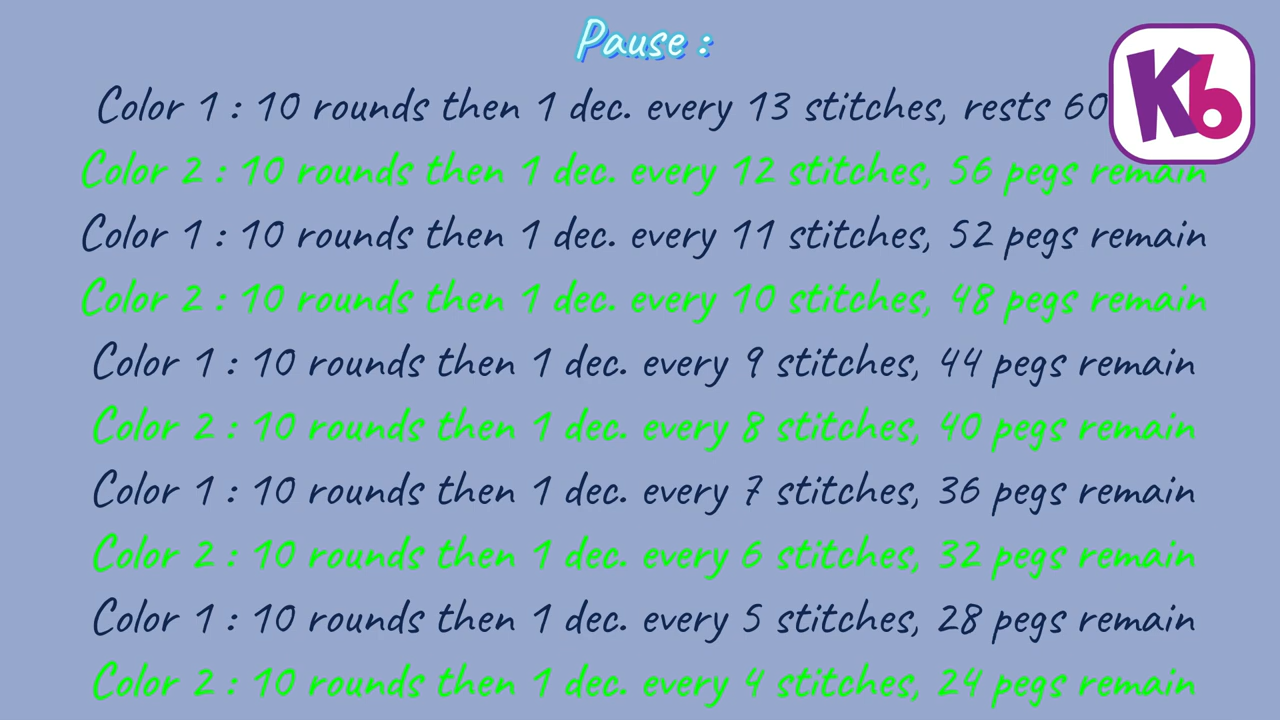 Pause :
K6
Color 1 : 10 rounds then 1 dec. every 13 stitches, rests 60
Color 2 : 10 rounds then 1 dec. every 12 stitches, 56 pegs remain
Color 1 : 10 rounds then 1 dec. every 11 stitches, 52 pegs remain
Color 2 : 10 rounds then 1 dec. every 10 stitches, 48 pegs remain
Color 1 : 10 rounds then 1 dec. every 9 stitches, 44 pegs remain
Color 2 : 10 rounds then 1 dec. every 8 stitches, 40 pegs remain
Color 1 : 10 rounds then 1 dec. every 7 stitches, 36 pegs remain
Color 2 : 10 rounds then 1 dec. every 6 stitches, 32 pegs remain
Color 1 : 10 rounds then 1 dec. every 5 stitches, 28 pegs remain
Color 2 : 10 rounds then 1 dec. every 4 stitches, 24 pegs remain